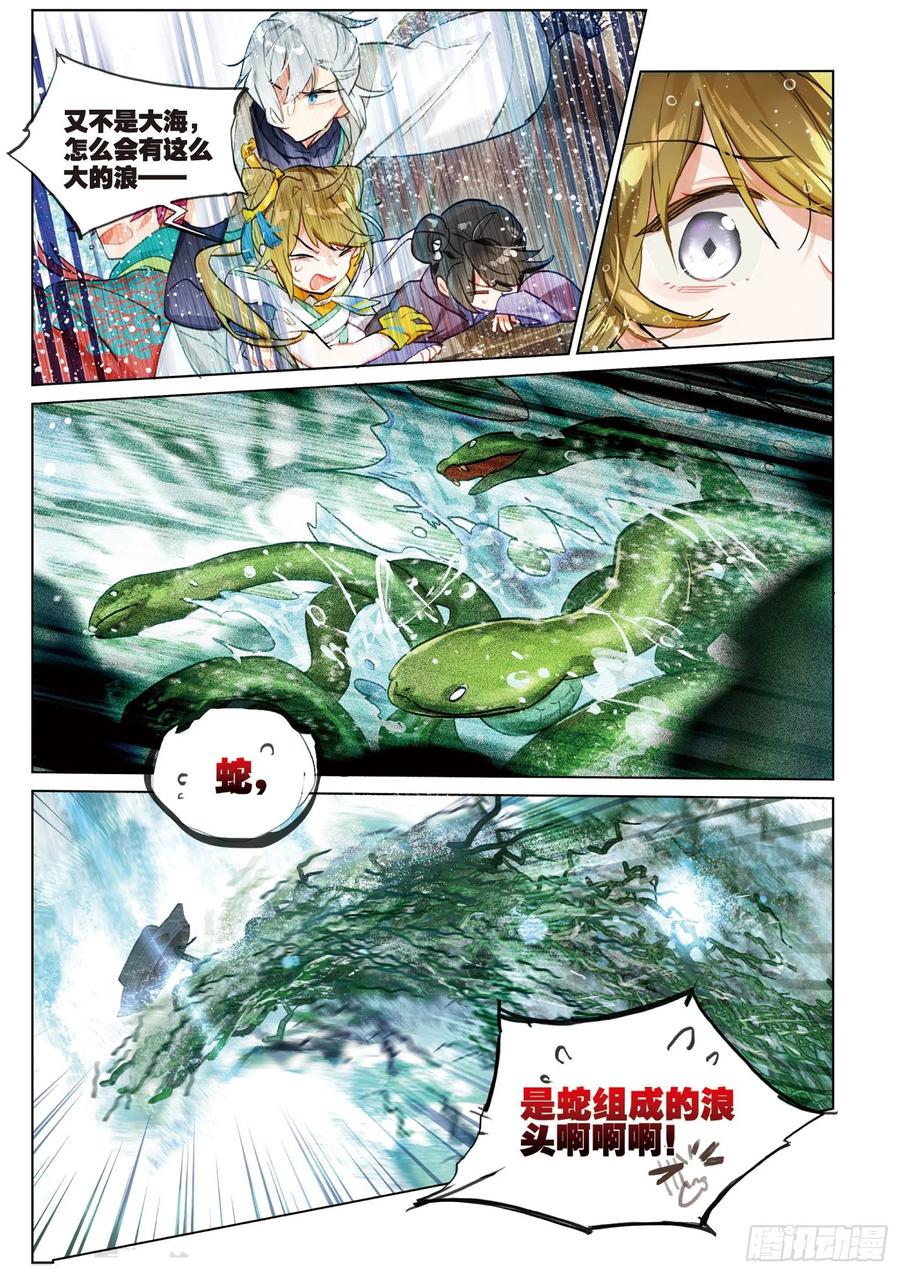 又不是大海，
怎么会有这么
大的浪——
蛇，
是蛇组成的浪
头啊啊啊！
腾讯动漫